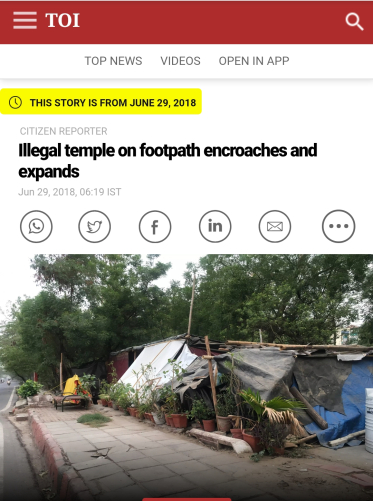 TOI
TOP NEWS VIDEOS OPEN IN APP
THIS STORY IS FROM JUNE 29, 2018
CITIZEN REPORTER
Illegal temple on footpath encroaches and
expands
Jun 29, 2018, 06:19 IST